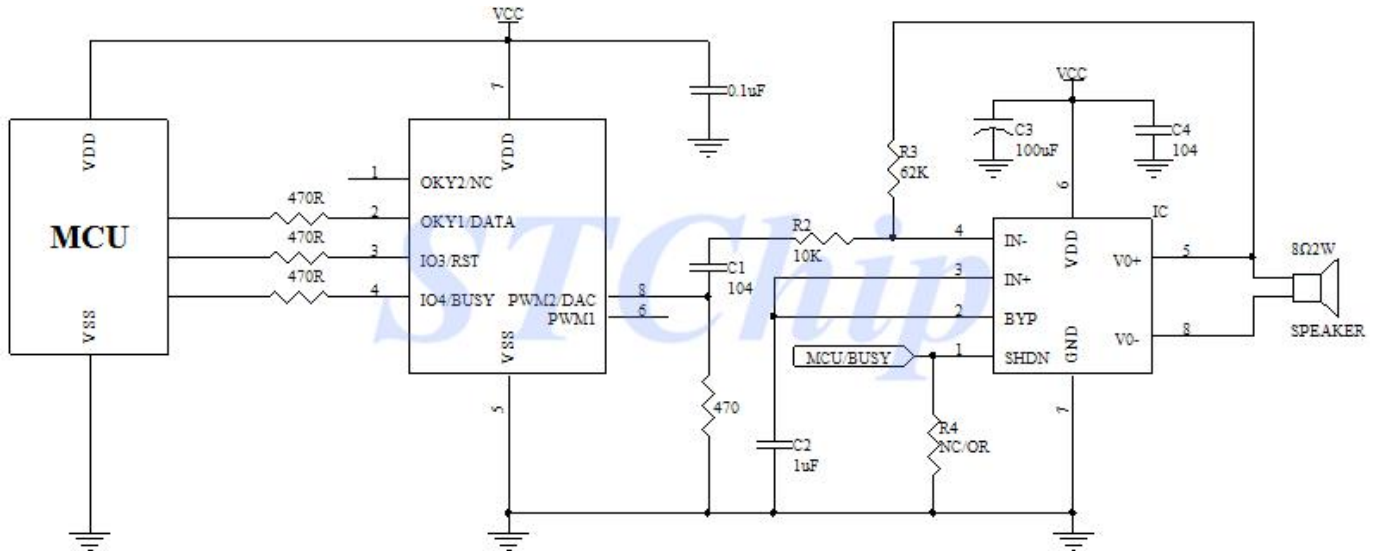 VCC
VCC
7
0.1uF
VDD
VDD
1
OKY2/NC
470R
2
OKY1/DATA
MCU
470R
3
IO3/RST
470R
4
IO4/BUSY
PWM2/DAC
8
PWM1
6
VSS
VSS
5
STChip
C1
104
470
R2
10K
R3
62K
C3
100uF
C4
104
6
IC
4
IN-
VDD
3
IN+
V0+
5
2
BYP
MCU/BUSY
1
SHDN
GND
V0-
8
7
8Ω2W
SPEAKER
C2
1uF
R4
NC/OR